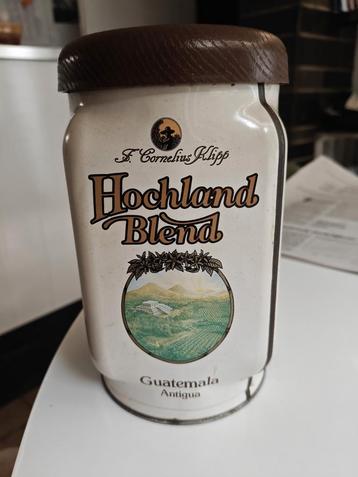 F. Cornelius Klipp
Hochland
Blend
Guatemala
Antigua